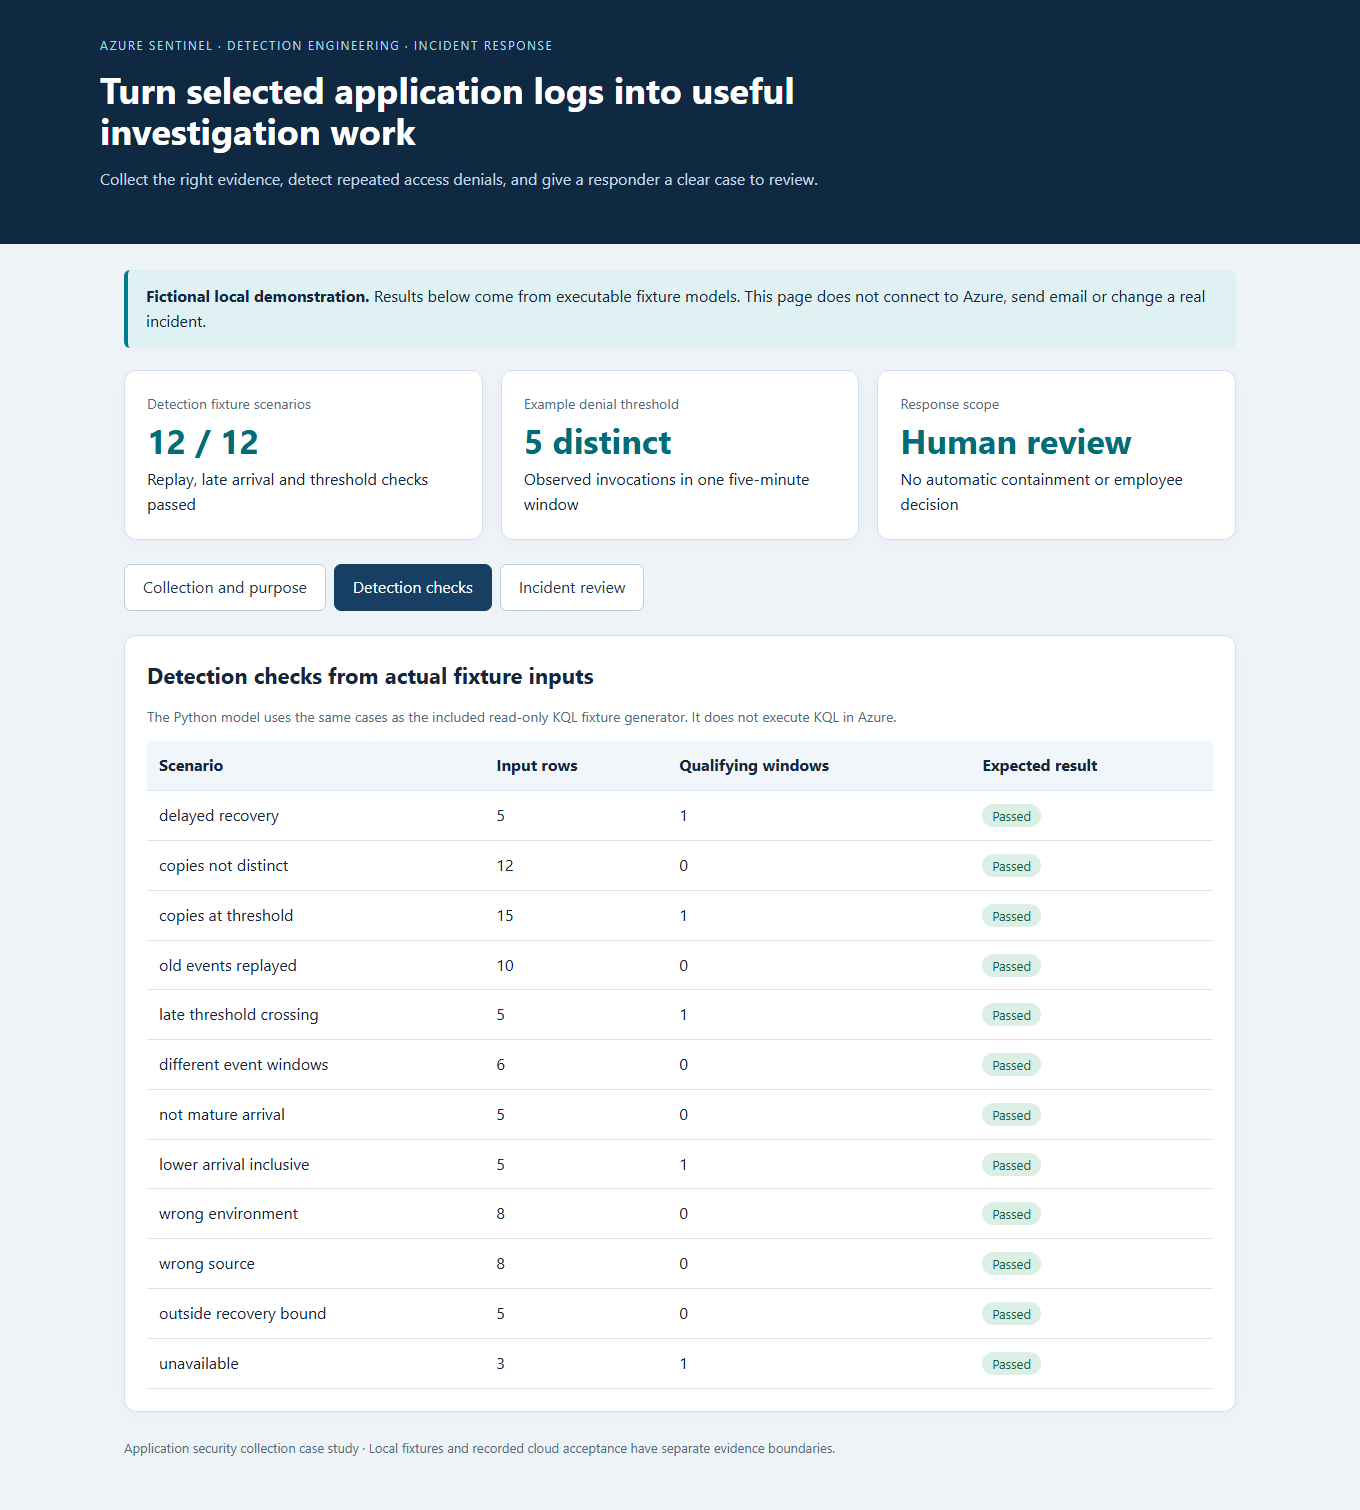 AZURE SENTINEL · DETECTION ENGINEERING · INCIDENT RESPONSE
Turn selected application logs into useful
investigation work
Collect the right evidence, detect repeated access denials, and give a responder a clear case to review.
Fictional local demonstration. Results below come from executable fixture models. This page does not connect to Azure, send email or change a real
incident.
Detection fixture scenarios
12 / 12
Replay, late arrival and threshold checks
passed
Example denial threshold
5 distinct
Observed invocations in one five-minute
window
Response scope
Human review
No automatic containment or employee
decision
Collection and purpose
Detection checks
Incident review
Detection checks from actual fixture inputs
The Python model uses the same cases as the included read-only KQL fixture generator. It does not execute KQL in Azure.
Scenario Input rows Qualifying windows Expected result
delayed recovery 5 1 Passed
copies not distinct 12 0 Passed
copies at threshold 15 1 Passed
old events replayed 10 0 Passed
late threshold crossing 5 1 Passed
different event windows 6 0 Passed
not mature arrival 5 0 Passed
lower arrival inclusive 5 1 Passed
wrong environment 8 0 Passed
wrong source 8 0 Passed
outside recovery bound 5 0 Passed
unavailable 3 1 Passed
Application security collection case study · Local fixtures and recorded cloud acceptance have separate evidence boundaries.